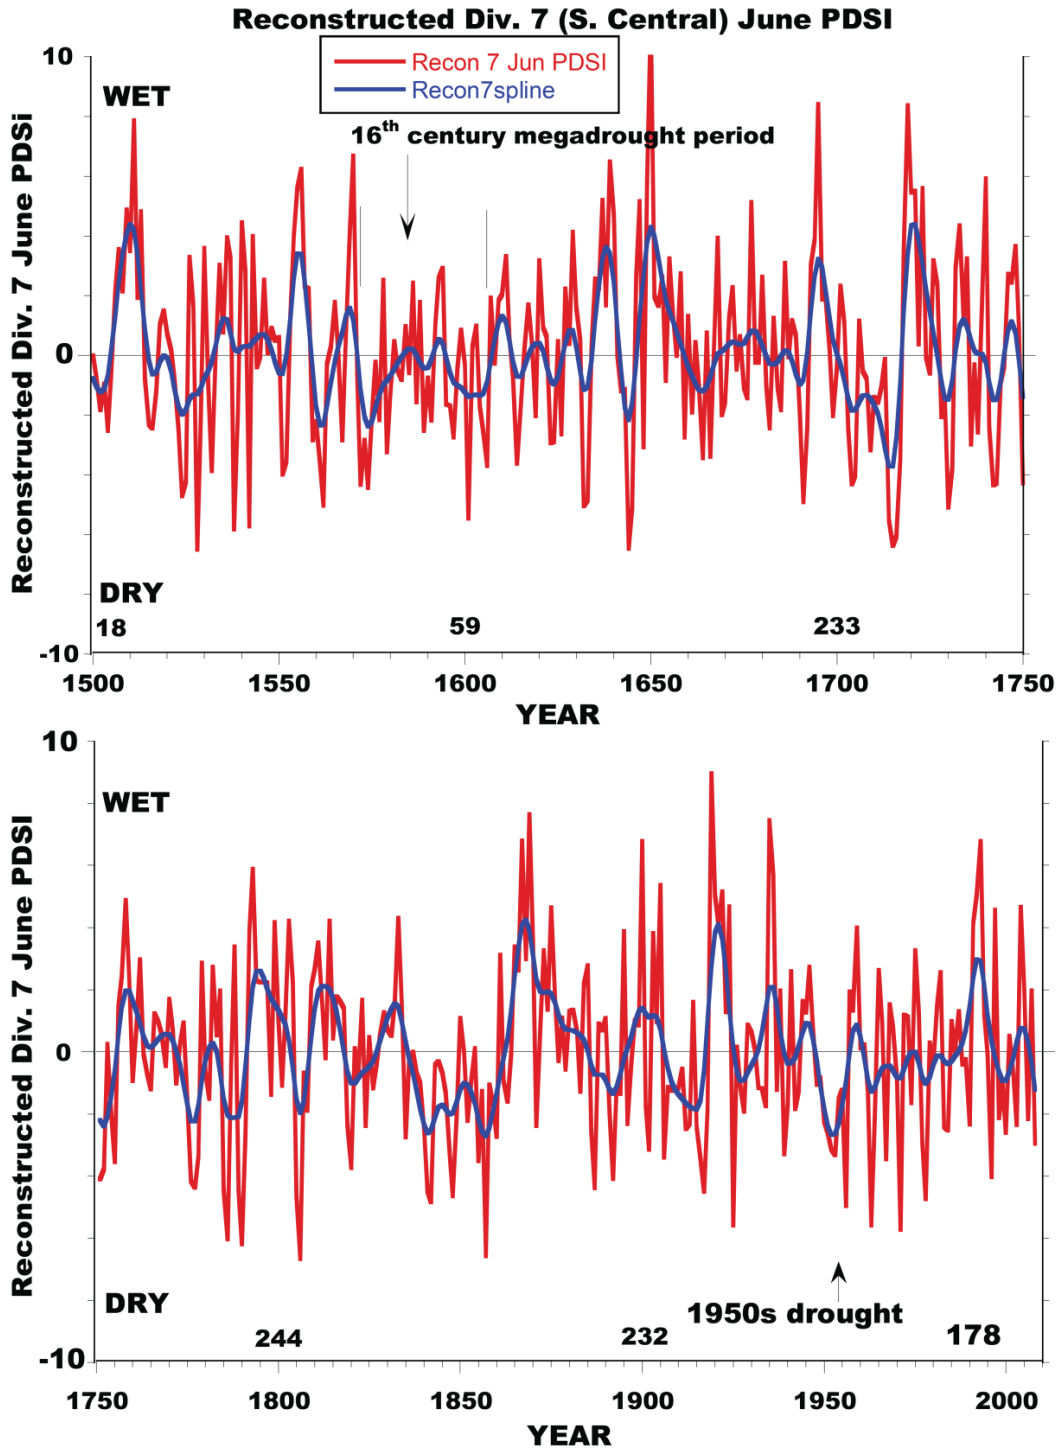 Reconstructed Div. 7 (S. Central) June PDSI
Recon 7 Jun PDSI
Recon7spline
10
WET
16th century megadrought period
Reconstructed Div. 7 June PDSi
0
DRY
18 59 233
-10
1500 1550 1600 1650 1700 1750
YEAR
10
WET
Reconstructed Div. 7 June PDSI
0
DRY
1950s drought
244 232 178
-10
1750 1800 1850 1900 1950 2000
YEAR